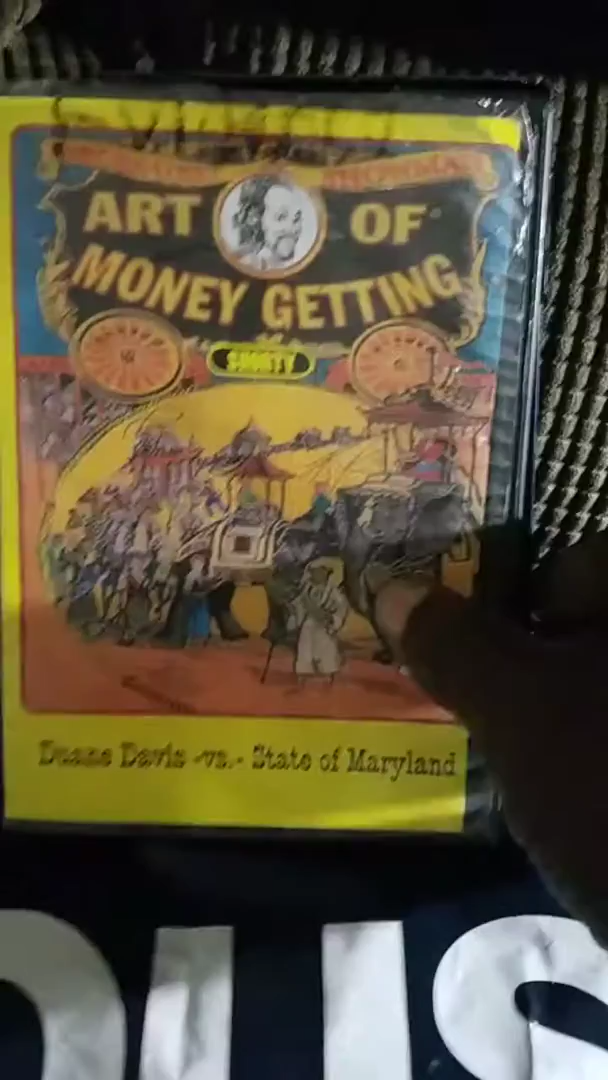 ART OF
MONEY GETTING
SHORTY
Duane Davis -vs.- State of Maryland